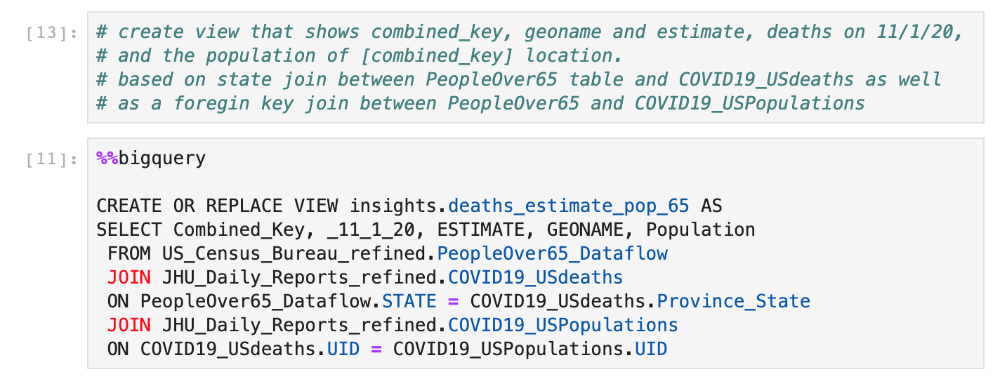 [13]: # create view that shows combined_key, geoname and estimate, deaths on 11/1/20,
# and the population of [combined_key] location.
# based on state join between PeopleOver65 table and COVID19_USdeaths as well
# as a foregin key join between PeopleOver65 and COVID19_USPopulations
[11]: %%bigquery
CREATE OR REPLACE VIEW insights.deaths_estimate_pop_65 AS
SELECT Combined_Key, _11_1_20, ESTIMATE, GEONAME, Population
FROM US_Census_Bureau_refined.PeopleOver65_Dataflow
JOIN JHU_Daily_Reports_refined.COVID19_USdeaths
ON PeopleOver65_Dataflow.STATE = COVID19_USdeaths.Province_State
JOIN JHU_Daily_Reports_refined.COVID19_USPopulations
ON COVID19_USdeaths.UID = COVID19_USPopulations.UID